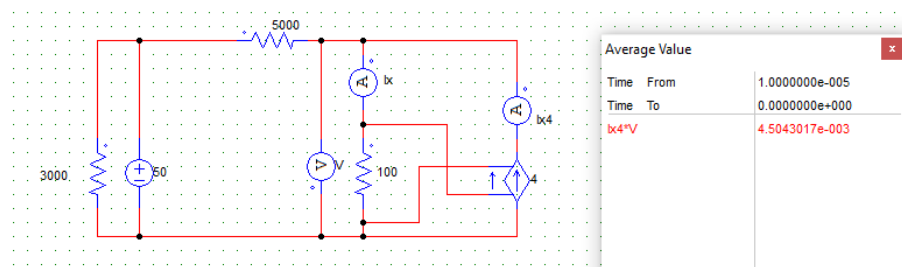 5000
Average Value
x
A
Ix
Time From 1.0000000e-005
Time To 0.0000000e+000
A
Ix4
Ix4*V 4.5043017e-003
3000
50
V
V
100
4